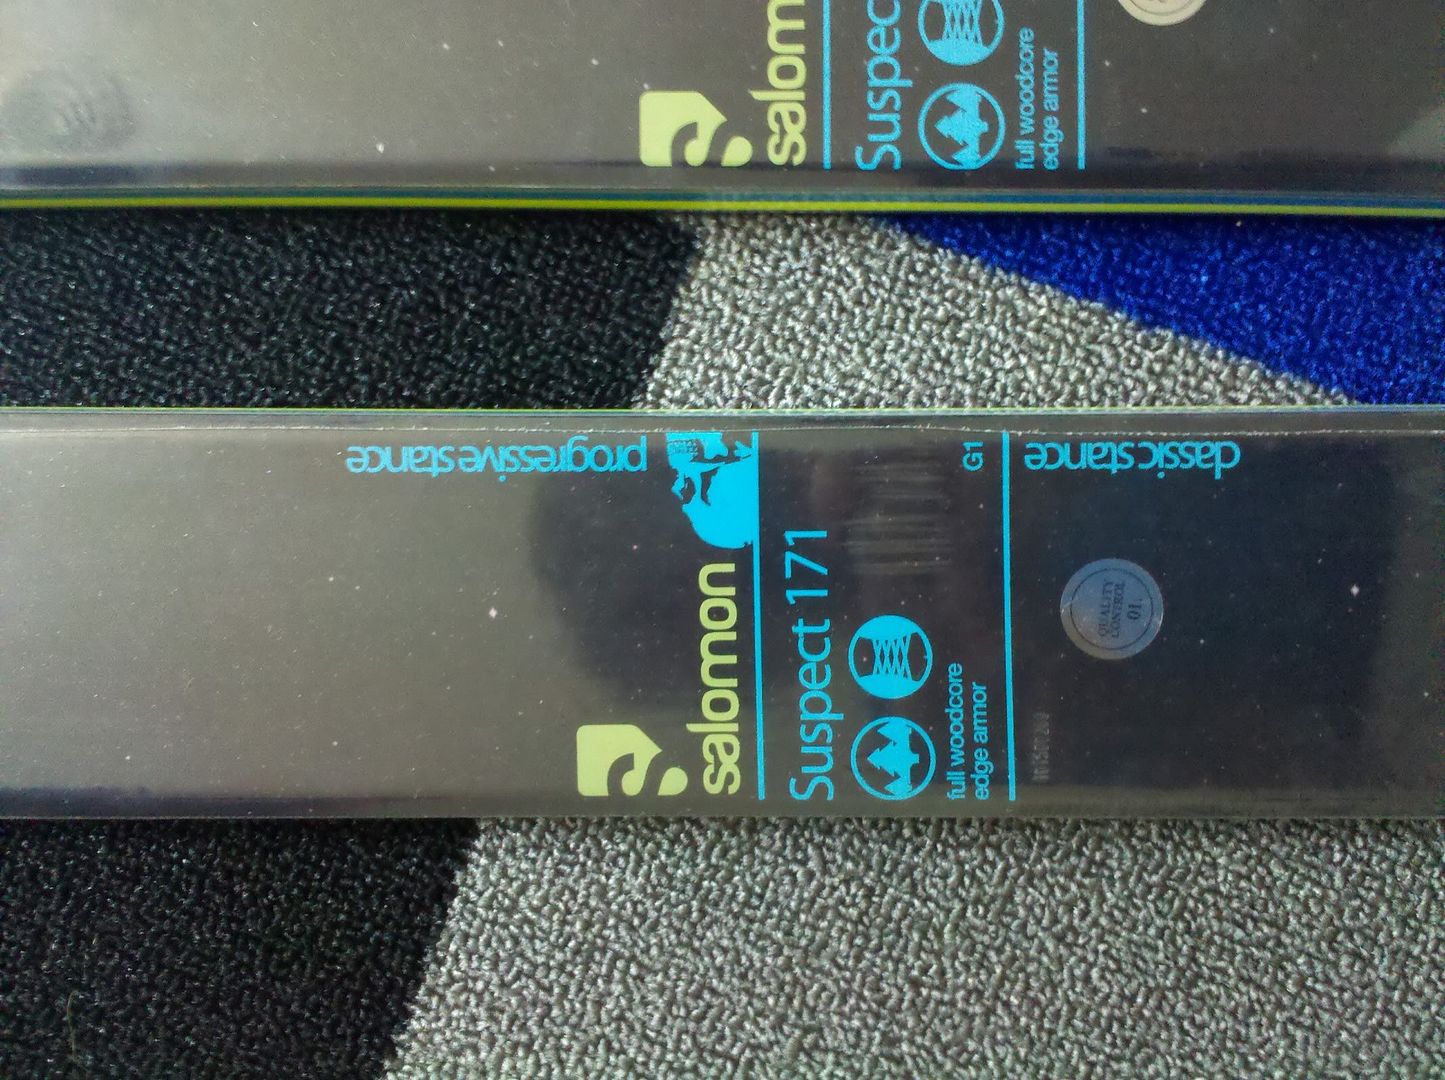 salomon
Suspec
full woodcore
edge armor
progressive stance
salomon
Suspect 171
G1
full woodcore
edge armor
classic stance
QUALITY
CONTROL
01